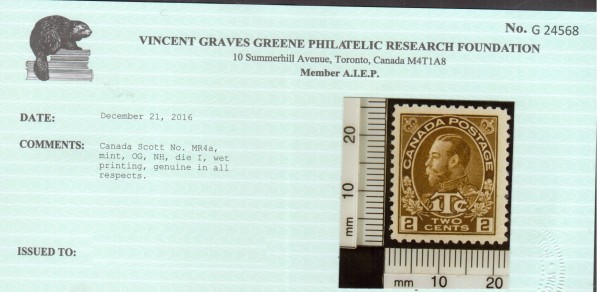 No. G 24568
VINCENT GRAVES GREENE PHILATELIC RESEARCH FOUNDATION
10 Summerhill Avenue, Toronto, Canada M4T1A8
Member A.I.E.P.
DATE:
December 21, 2016
COMMENTS:
Canada Scott No. MR4a,
mint, OG, NH, die I, wet
printing, genuine in all
respects.
ISSUED TO:
mm 10 20
CANADA POSTAGE
1Tc
2 TWO CENTS 2
mm 10 20